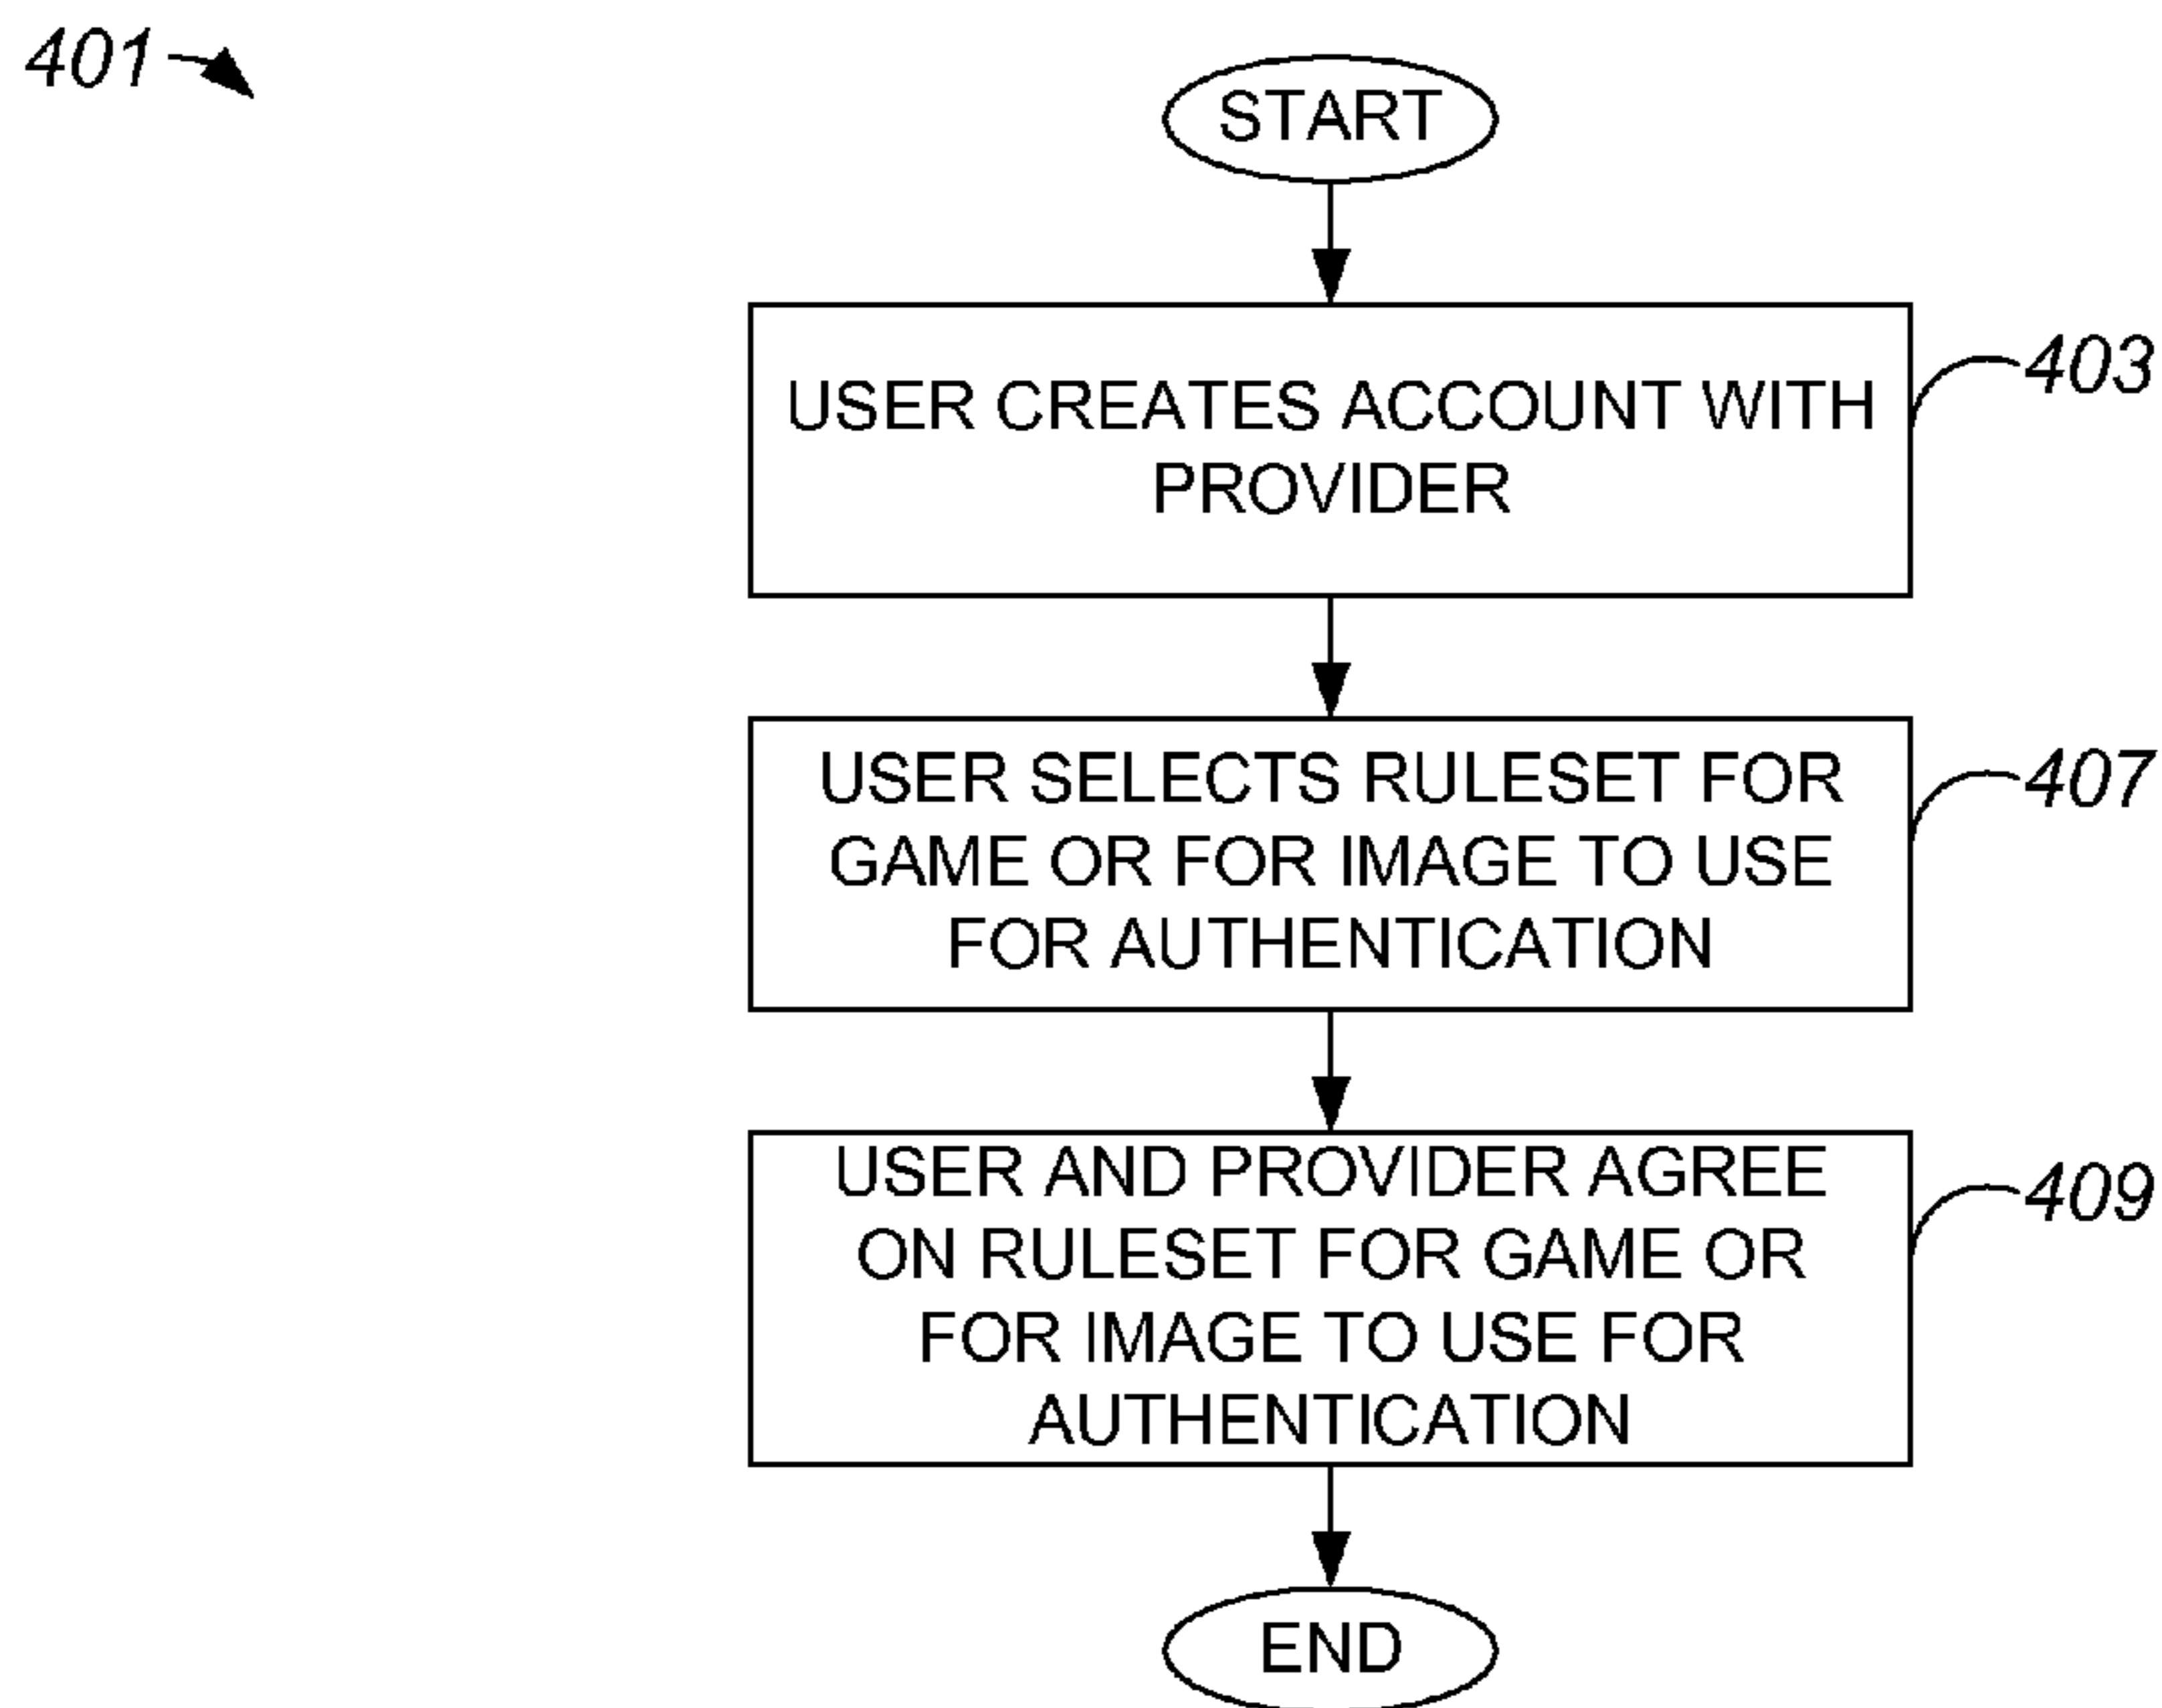 401
START
USER CREATES ACCOUNT WITH
PROVIDER
403
USER SELECTS RULESET FOR
GAME OR FOR IMAGE TO USE
FOR AUTHENTICATION
407
USER AND PROVIDER AGREE
ON RULESET FOR GAME OR
FOR IMAGE TO USE FOR
AUTHENTICATION
409
END